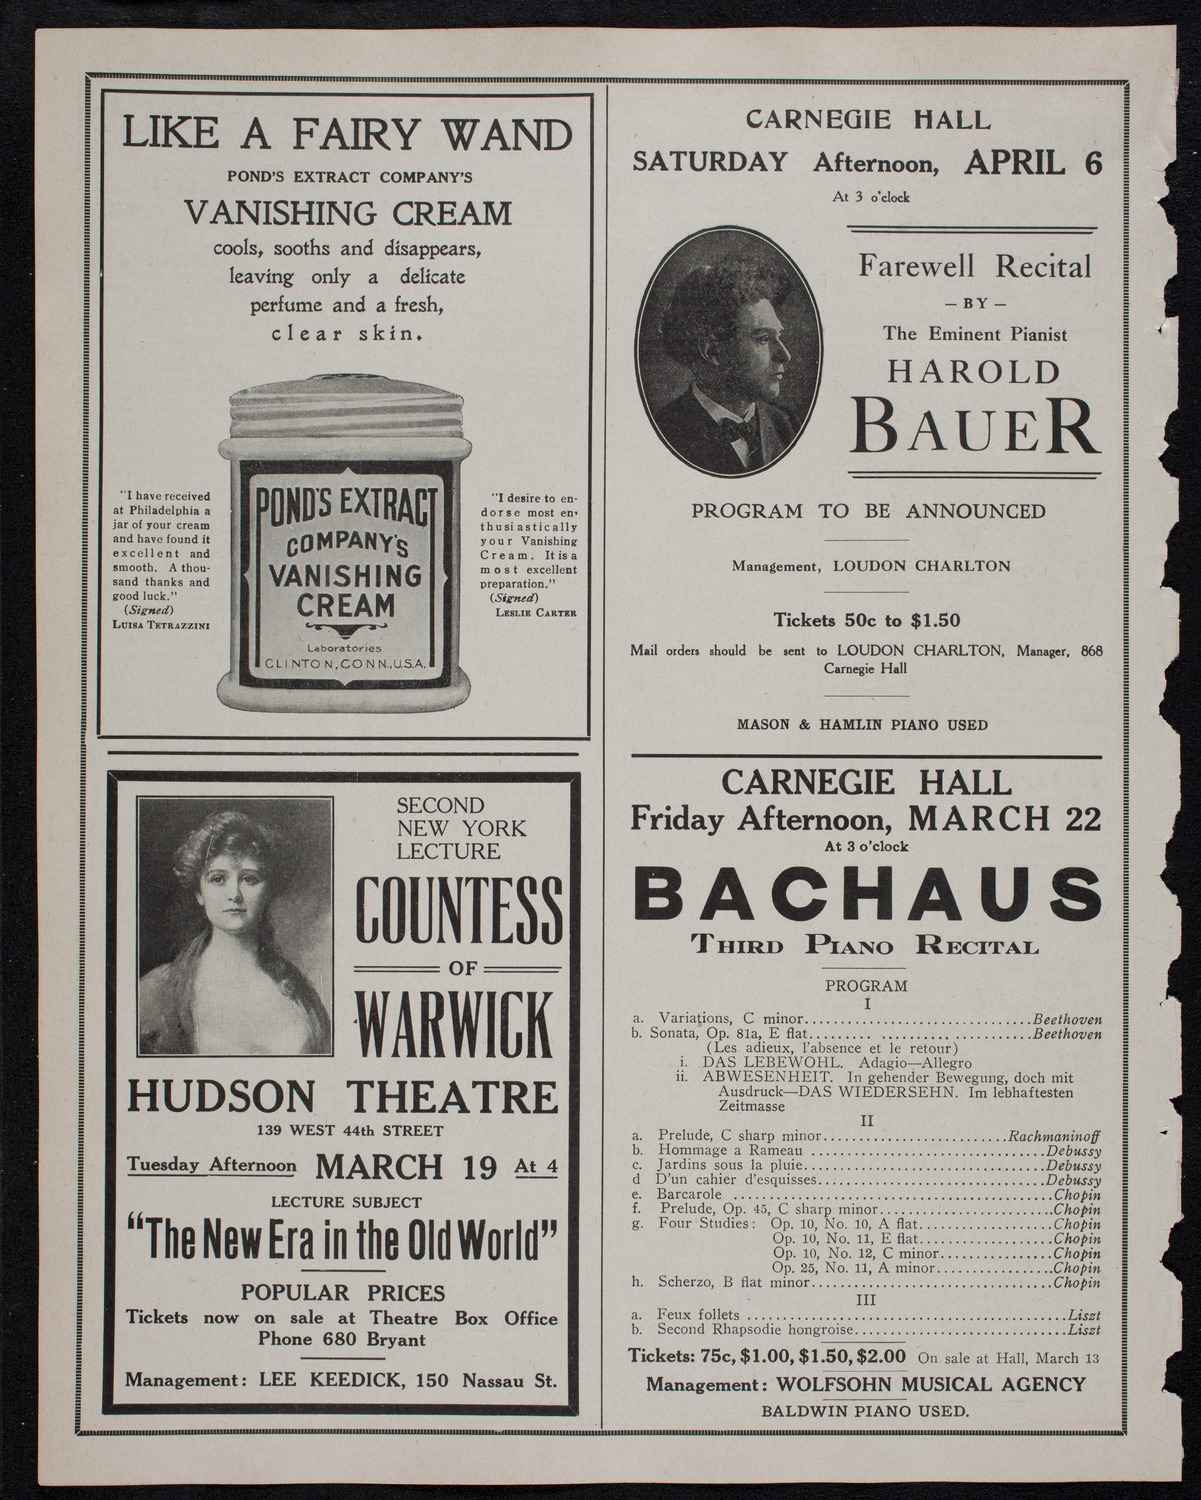 LIKE A FAIRY WAND
POND'S EXTRACT COMPANY'S
VANISHING CREAM
cools, sooths and disappears,
leaving only a delicate
perfume and a fresh,
clear skin.
"I have received
at Philadelphia a
jar of your cream
and have found it
excellent and
smooth. A thou-
sand thanks and
good luck."
(Signed)
LUISA TETRAZZINI
POND'S EXTRACT
COMPANY'S
VANISHING
CREAM
Laboratories
CLINTON, CONN., U.S.A.
"I desire to en-
dorse most en-
thusiastically
your Vanishing
Cream. It is a
most excellent
preparation."
(Signed)
LESLIE CARTER
SECOND
NEW YORK
LECTURE
COUNTESS
OF
WARWICK
HUDSON THEATRE
139 WEST 44th STREET
Tuesday Afternoon MARCH 19 At 4
LECTURE SUBJECT
"The New Era in the Old World"
POPULAR PRICES
Tickets now on sale at Theatre Box Office
Phone 680 Bryant
Management: LEE KEEDICK, 150 Nassau St.
CARNEGIE HALL
SATURDAY Afternoon, APRIL 6
At 3 o'clock
Farewell Recital
— BY —
The Eminent Pianist
HAROLD
BAUER
PROGRAM TO BE ANNOUNCED
Management, LOUDON CHARLTON
Tickets 50c to $1.50
Mail orders should be sent to LOUDON CHARLTON, Manager, 868
Carnegie Hall
MASON & HAMLIN PIANO USED
CARNEGIE HALL
Friday Afternoon, MARCH 22
At 3 o'clock
BACHAUS
THIRD PIANO RECITAL
PROGRAM
I
a. Variations, C minor..............................Beethoven
b. Sonata, Op. 81a, E flat......... .......... ...........Beethoven
(Les adieux, l'absence et le retour)
i. DAS LEBEWOHL. Adagio—Allegro
ii. ABWESENHEIT. In gehender Bewegung, doch mit
Ausdruck—DAS WIEDERSEHN. Im lebhaftesten
Zeitmasse
II
a. Prelude, C sharp minor........................Rachmaninoff
b. Hommage a Rameau ................................Debussy
c. Jardins sous la pluie................................Debussy
d D'un cahier d'esquisses..............................Debussy
e. Barcarole ..........................................Chopin
f. Prelude, Op. 45, C sharp minor.......................Chopin
g. Four Studies: Op. 10, No. 10, A flat.................Chopin
Op. 10, No. 11, E flat.................Chopin
Op. 10, No. 12, C minor..............Chopin
Op. 25, No. 11, A minor..............Chopin
h. Scherzo, B flat minor................................Chopin
III
a. Feux follets ..........................................Liszt
b. Second Rhapsodie hongroise............................Liszt
Tickets: 75c, $1.00, $1.50, $2.00 On sale at Hall, March 13
Management: WOLFSOHN MUSICAL AGENCY
BALDWIN PIANO USED.